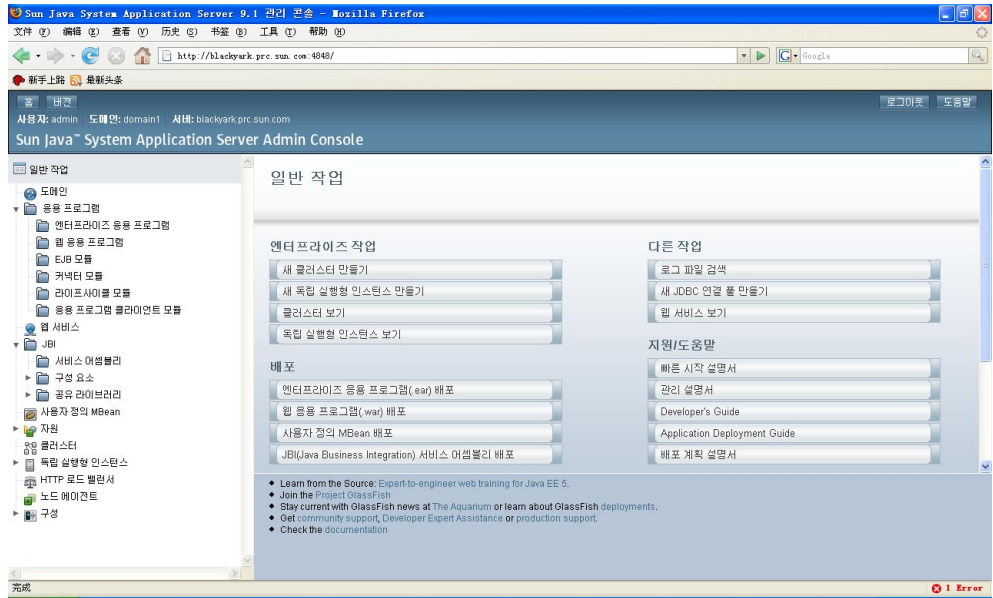 Sun Java System Application Server 9.1 관리 콘솔 - Mozilla Firefox
文件 (F) 编辑 (E) 查看 (V) 历史 (S) 书签 (B) 工具 (T) 帮助 (H)
http://blackyark.prc.sun.com:4848/
G Google
新手上路 最新头条
홈 버전 로그아웃 도움말
사용자: admin 도메인: domain1 서버: blackyark.prc.sun.com
Sun Java™ System Application Server Admin Console
일반 작업
도메인
응용 프로그램
엔터프라이즈 응용 프로그램
웹 응용 프로그램
EJB 모듈
커넥터 모듈
라이프사이클 모듈
응용 프로그램 클라이언트 모듈
웹 서비스
JBI
서비스 어셈블리
구성 요소
공유 라이브러리
사용자 정의 MBean
자원
클러스터
독립 실행형 인스턴스
HTTP 로드 밸런서
노드 에이전트
구성
일반 작업
엔터프라이즈 작업
새 클러스터 만들기
새 독립 실행형 인스턴스 만들기
클러스터 보기
독립 실행형 인스턴스 보기
배포
엔터프라이즈 응용 프로그램(.ear) 배포
웹 응용 프로그램(.war) 배포
사용자 정의 MBean 배포
JBI(Java Business Integration) 서비스 어셈블리 배포
다른 작업
로그 파일 검색
새 JDBC 연결 풀 만들기
웹 서비스 보기
지원/도움말
빠른 시작 설명서
관리 설명서
Developer's Guide
Application Deployment Guide
배포 계획 설명서
Learn from the Source: Expert-to-engineer web training for Java EE 5.
Join the Project GlassFish
Stay current with GlassFish news at The Aquarium or learn about GlassFish deployments.
Get community support, Developer Expert Assistance or production support.
Check the documentation
完成 1 Error